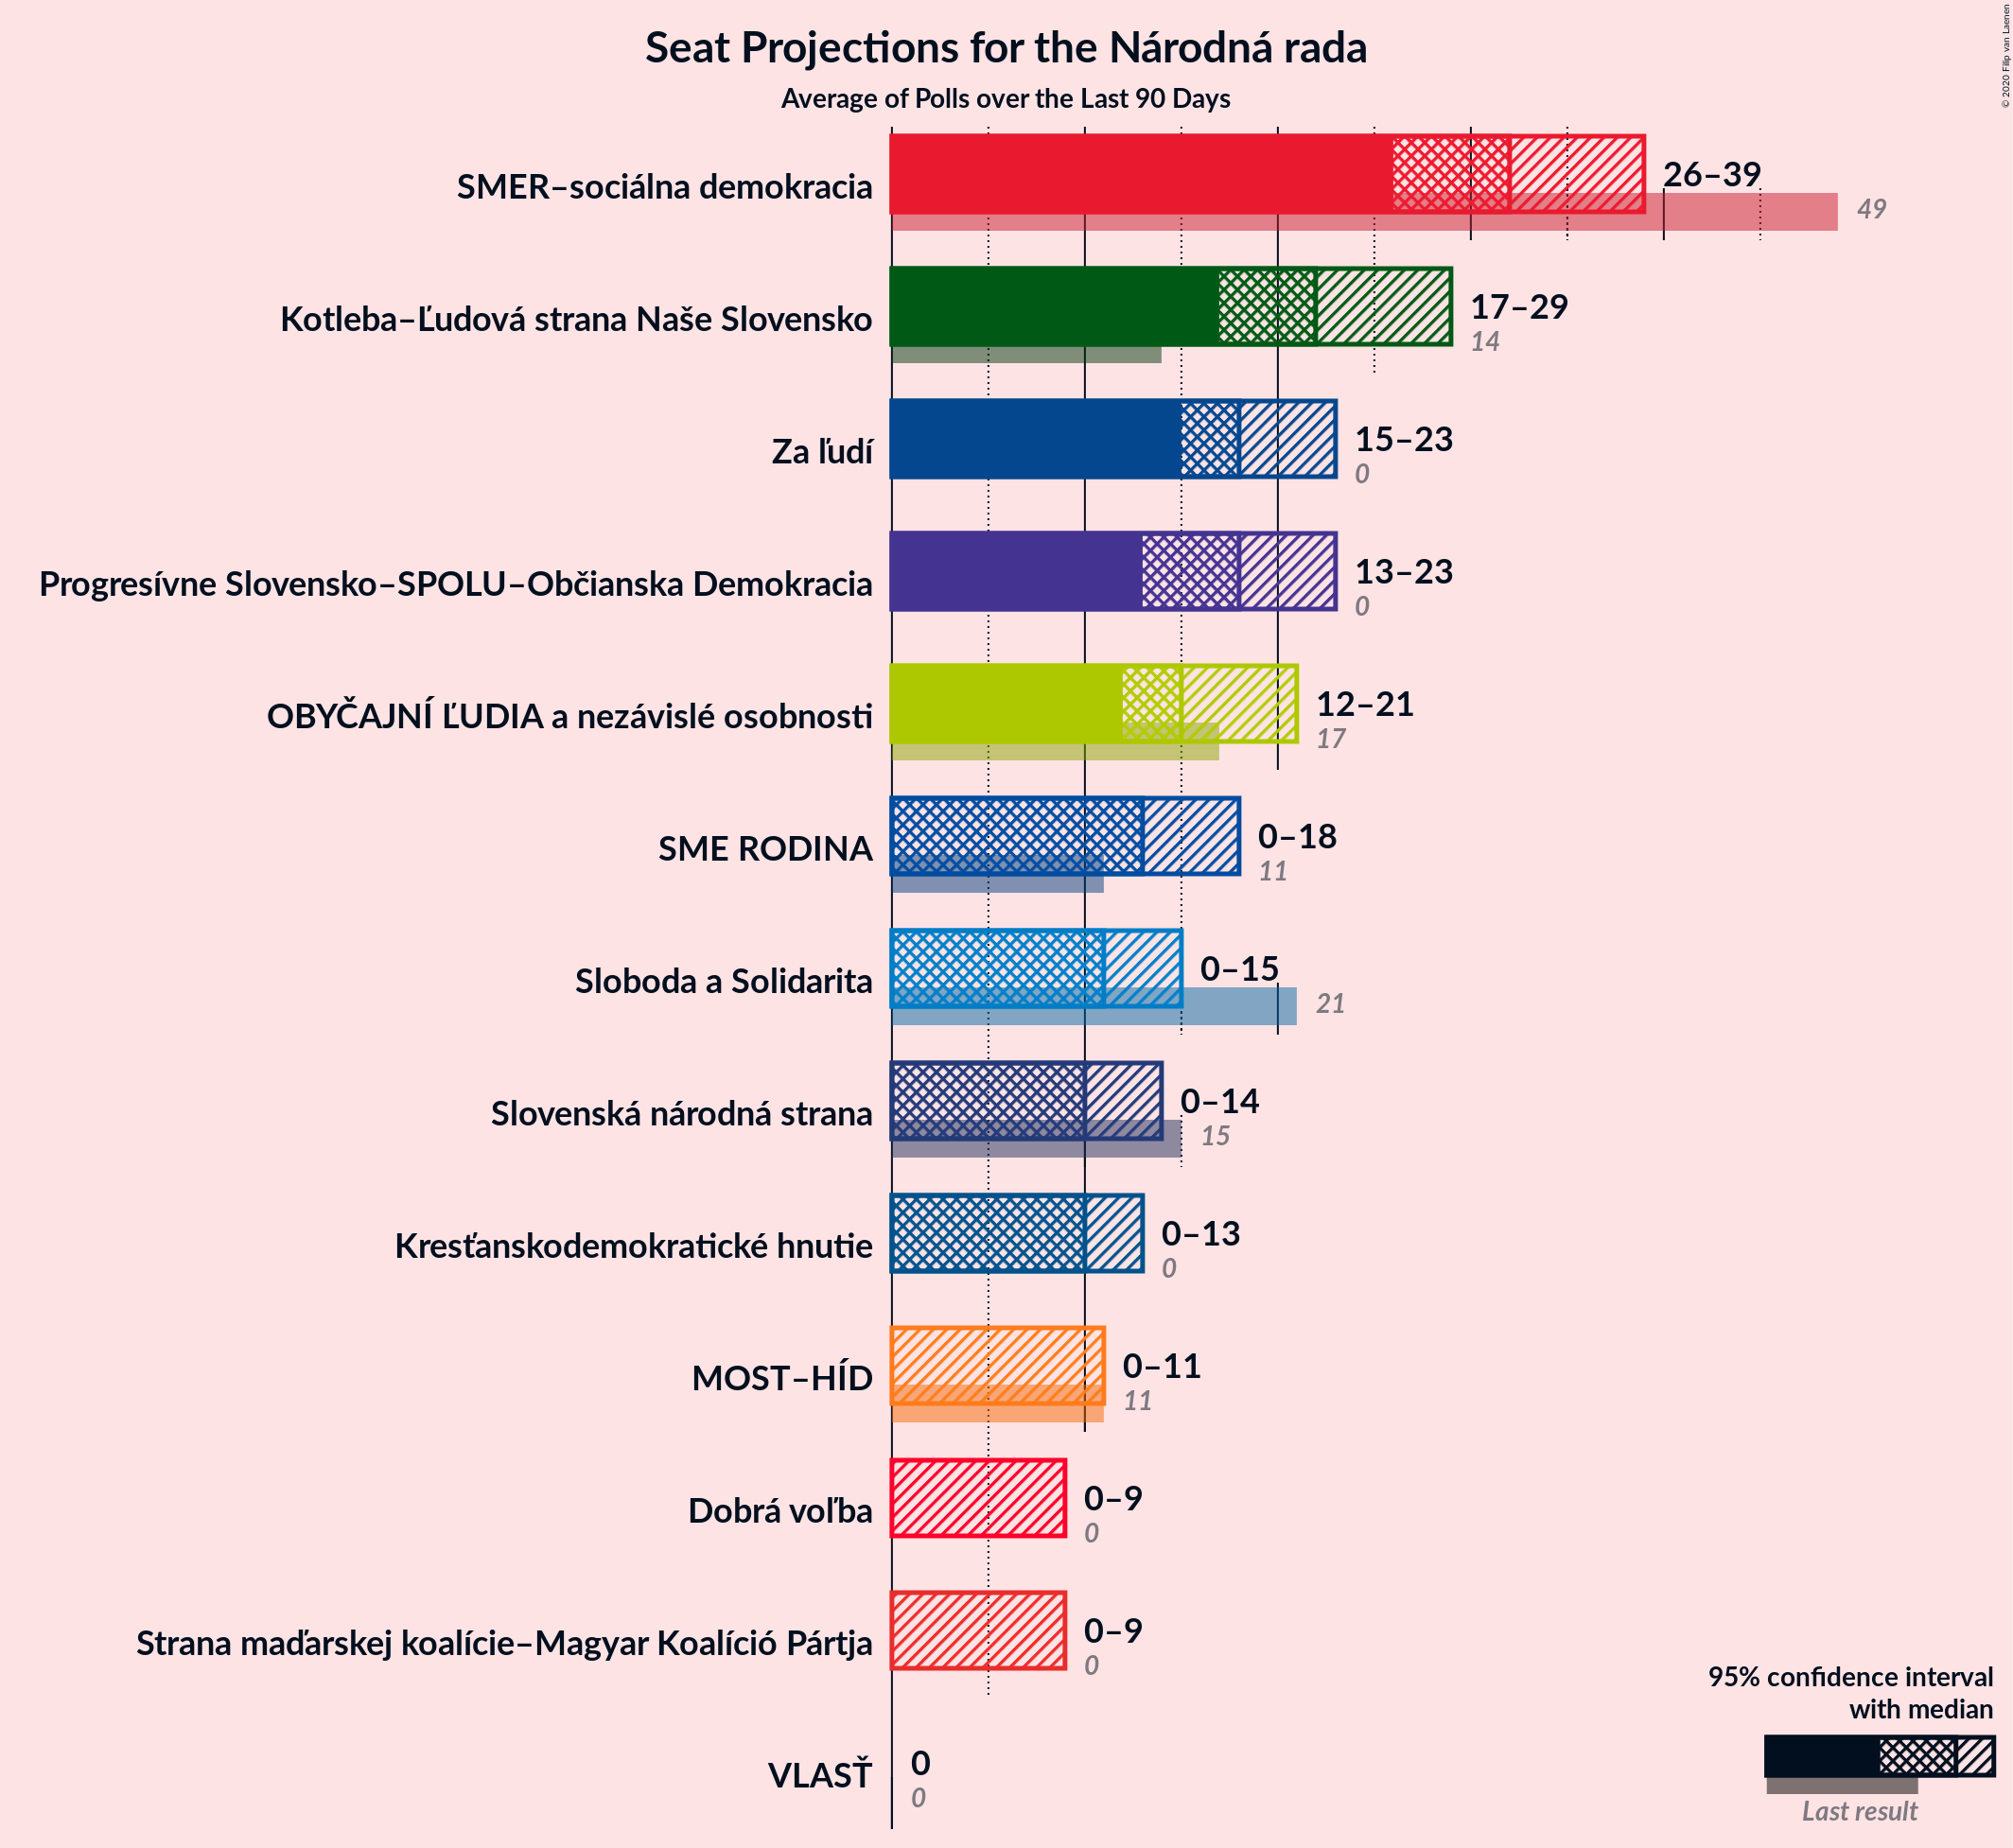 Seat Projections for the Národná rada
Average of Polls over the Last 90 Days
© 2020 Filip van Laenen
SMER–sociálna demokracia
26–39
49
Kotleba–Ľudová strana Naše Slovensko
17–29
14
Za ľudí
15–23
0
Progresívne Slovensko–SPOLU–Občianska Demokracia
13–23
0
OBYČAJNÍ ĽUDIA a nezávislé osobnosti
12–21
17
SME RODINA
0–18
11
Sloboda a Solidarita
0–15
21
Slovenská národná strana
0–14
15
Kresťanskodemokratické hnutie
0–13
0
MOST–HÍD
0–11
11
Dobrá voľba
0–9
0
Strana maďarskej koalície–Magyar Koalíció Pártja
0–9
0
VLASŤ
0
0
95% confidence interval
with median
Last result